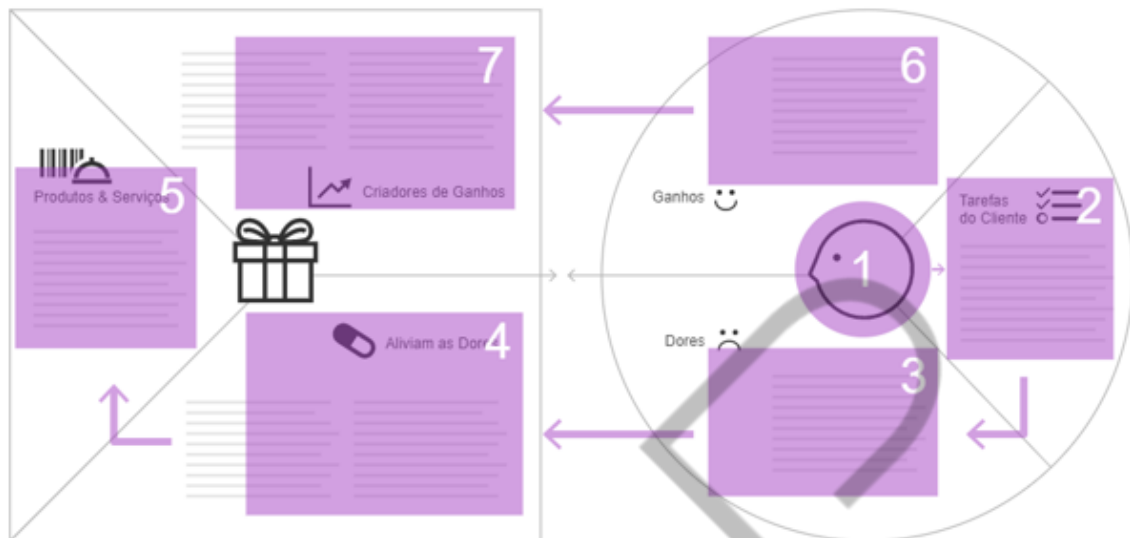 7
6
Criadores de Ganhos
Produtos & Serviços
5
Ganhos
Tarefas
do Cliente
2
1
Aliviam as Dores
4
Dores
3